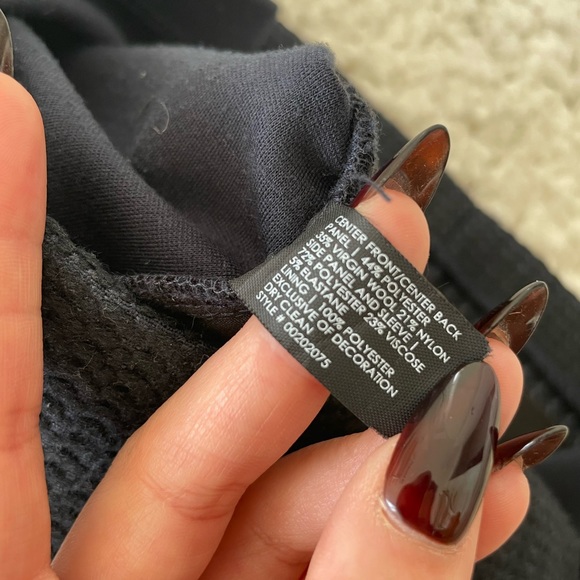 CENTER FRONT/CENTER BACK
PANEL | 44% POLYESTER
35% VIRGIN WOOL 21% NYLON
SIDE PANEL AND SLEEVE |
72% POLYESTER 23% VISCOSE
5% ELASTANE
LINING | 100% POLYESTER
EXCLUSIVE OF DECORATION
DRY CLEAN
STYLE # 00202075